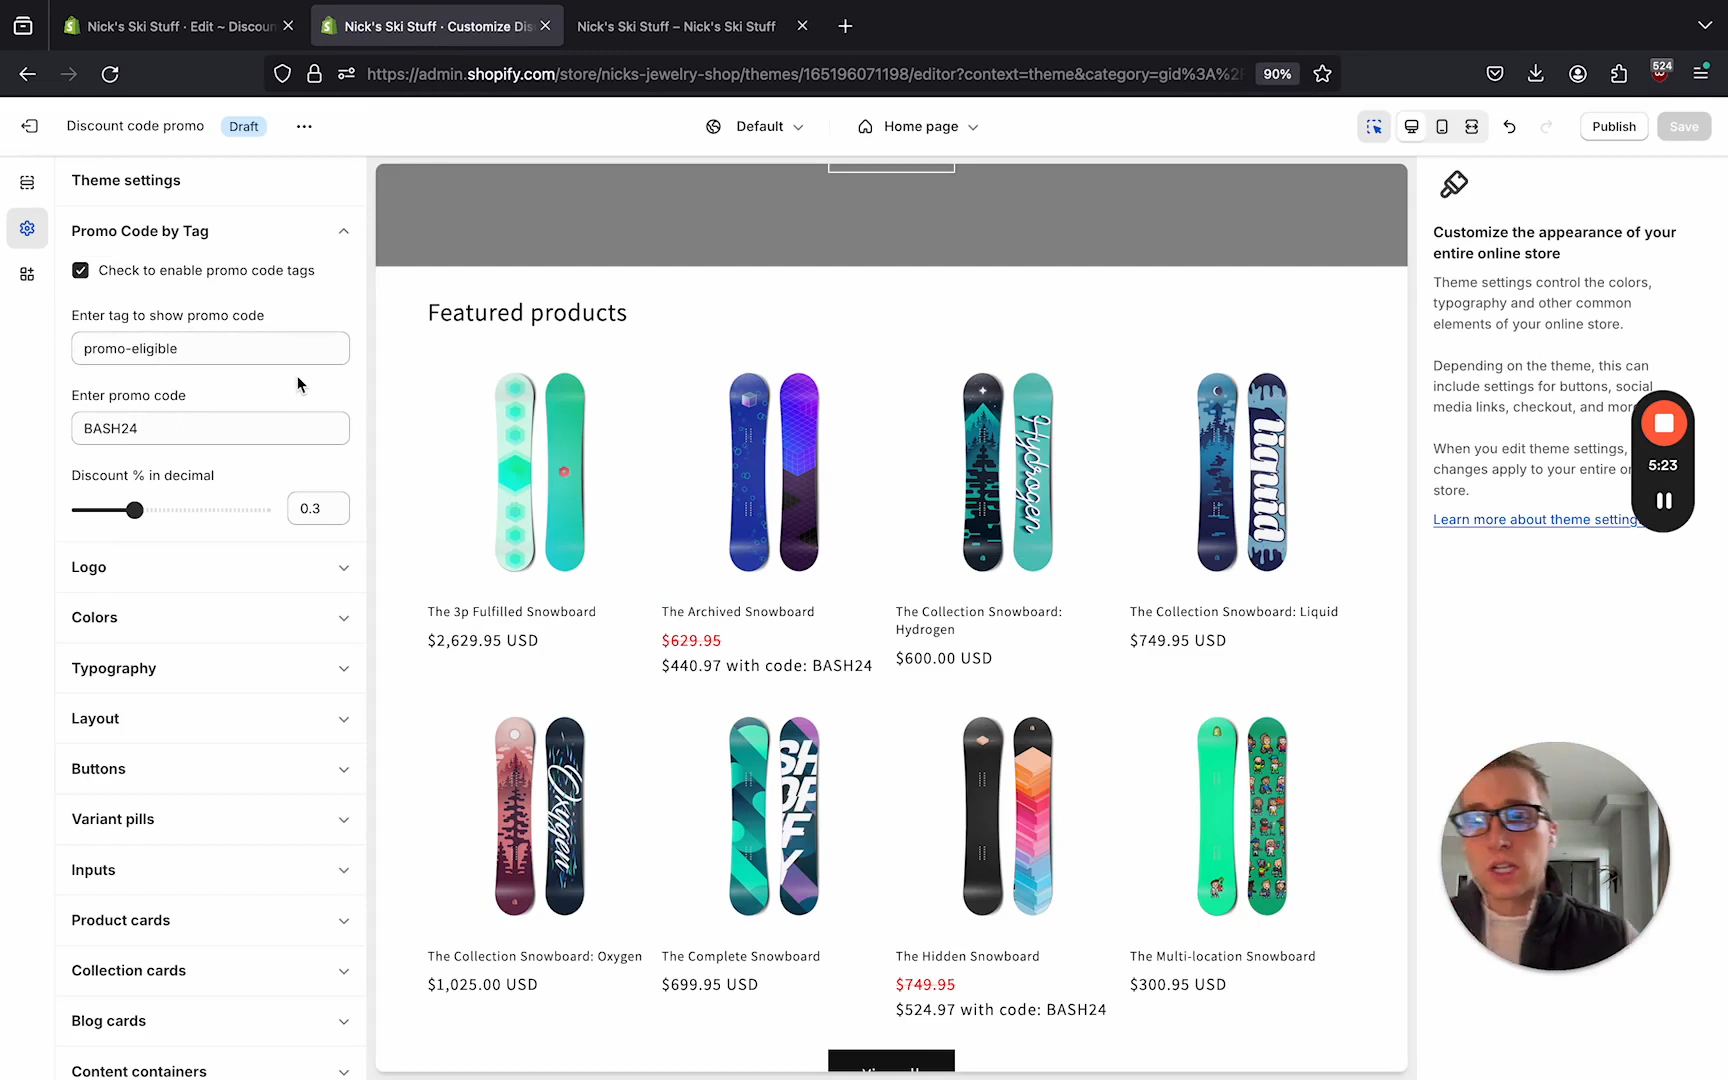 Nick's Ski Stuff · Edit ~ Discoun
Nick's Ski Stuff · Customize Dis
Nick's Ski Stuff – Nick's Ski Stuff
https://admin.shopify.com/store/nicks-jewelry-shop/themes/165196071198/editor?context=theme&category=gid%3A%2F
90%
524
Discount code promo
Draft
Default
Home page
Publish
Save
Theme settings
Promo Code by Tag
Check to enable promo code tags
Enter tag to show promo code
promo-eligible
Enter promo code
BASH24
Discount % in decimal
0.3
Logo
Colors
Typography
Layout
Buttons
Variant pills
Inputs
Product cards
Collection cards
Blog cards
Content containers
Featured products
Hydrogen
liquid
The 3p Fulfilled Snowboard
$2,629.95 USD
The Archived Snowboard
$629.95
$440.97 with code: BASH24
The Collection Snowboard:
Hydrogen
$600.00 USD
The Collection Snowboard: Liquid
$749.95 USD
Oxygen
SH
OP
IFY
The Collection Snowboard: Oxygen
$1,025.00 USD
The Complete Snowboard
$699.95 USD
The Hidden Snowboard
$749.95
$524.97 with code: BASH24
The Multi-location Snowboard
$300.95 USD
Customize the appearance of your
entire online store
Theme settings control the colors,
typography and other common
elements of your online store.
Depending on the theme, this can
include settings for buttons, social
media links, checkout, and mor
When you edit theme settings,
changes apply to your entire o
store.
Learn more about theme setting
5:23